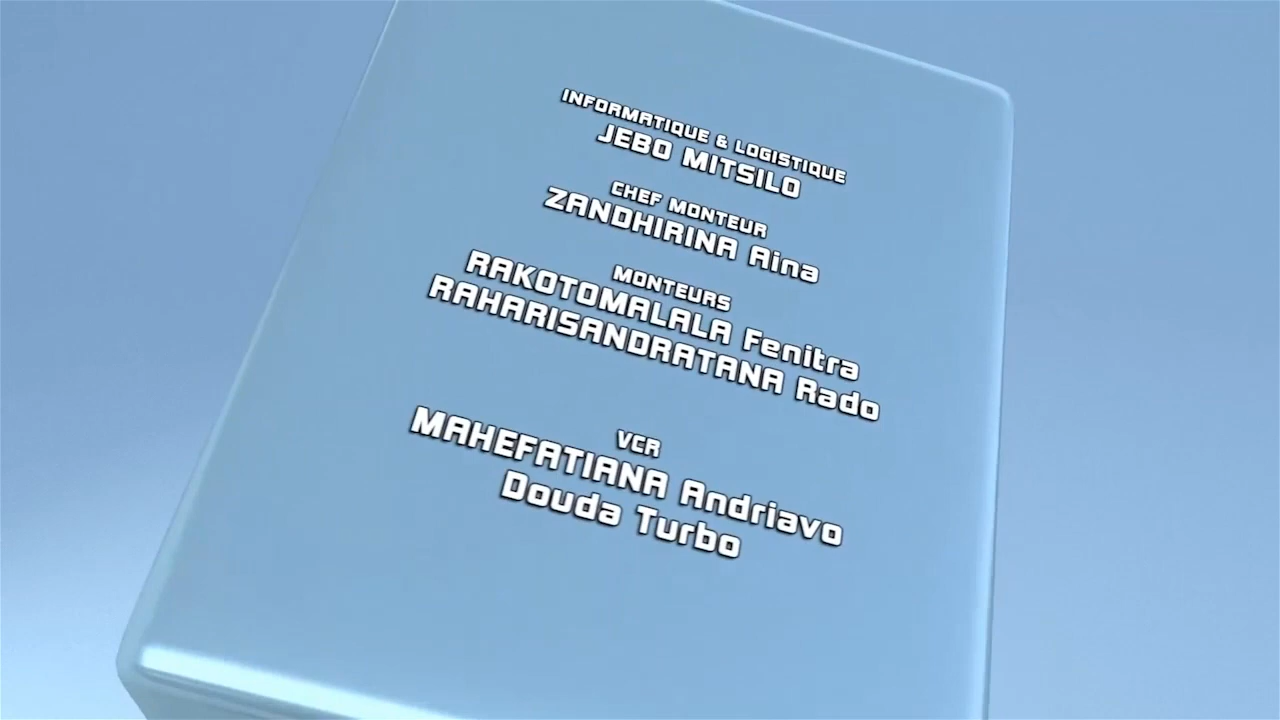 INFORMATIQUE & LOGISTIQUE
JEBO MITSILO
CHEF MONTEUR
ZANDHIRINA Aina
MONTEURS
RAKOTOMALALA Fenitra
RAHARISANDRATANA Rado
VCR
MAHEFATIANA Andriavo
Douda Turbo